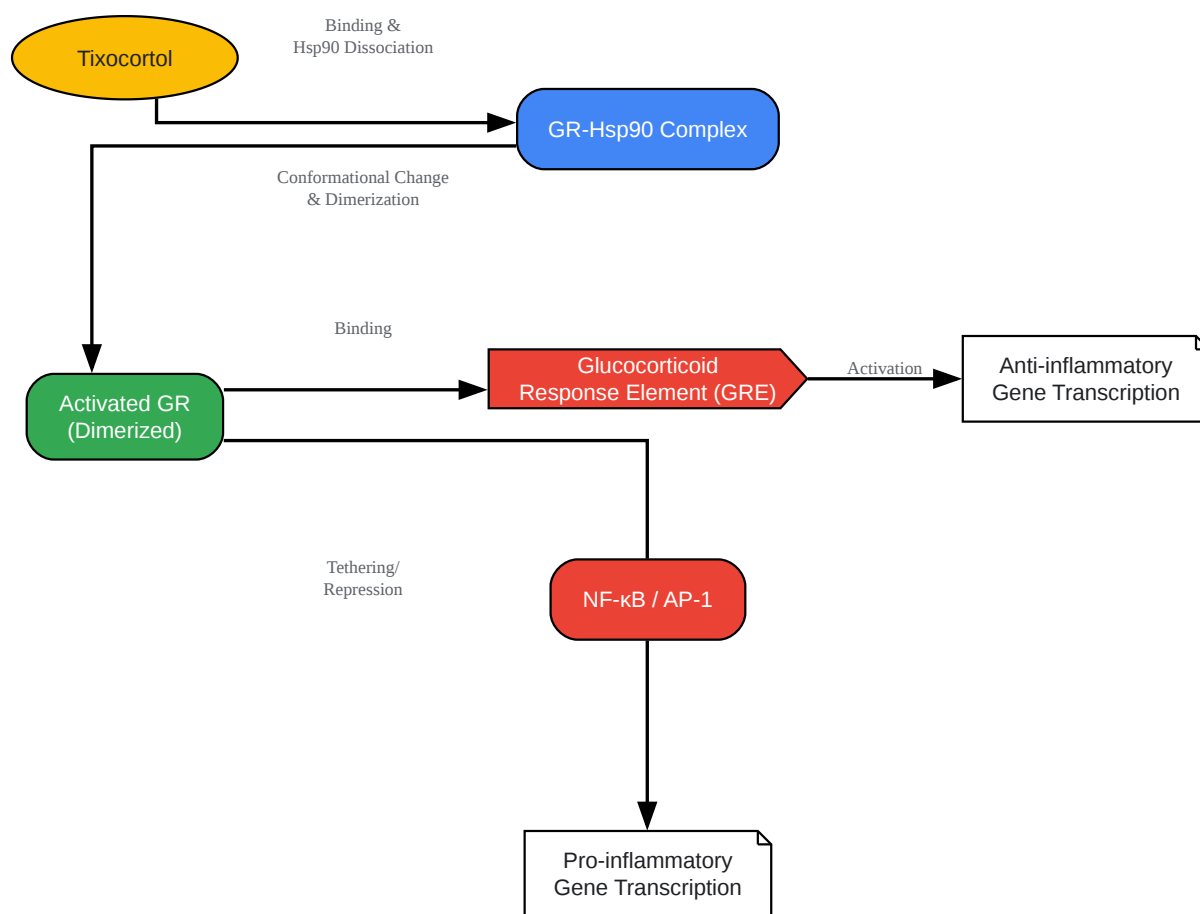 Binding &
Hsp90 Dissociation
Tixocortol
GR-Hsp90 Complex
Conformational Change
& Dimerization
Binding
Glucocorticoid
Response Element (GRE)
Activation
Anti-inflammatory
Gene Transcription
Activated GR
(Dimerized)
Tethering/
Repression
NF-κB / AP-1
Pro-inflammatory
Gene Transcription